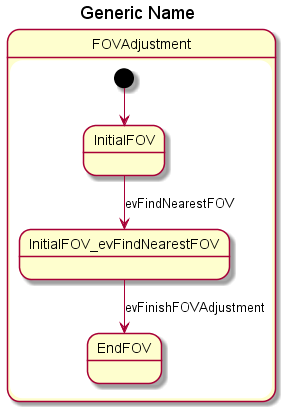 Generic Name
FOVAdjustment
InitialFOV
evFindNearestFOV
InitialFOV_evFindNearestFOV
evFinishFOVAdjustment
EndFOV